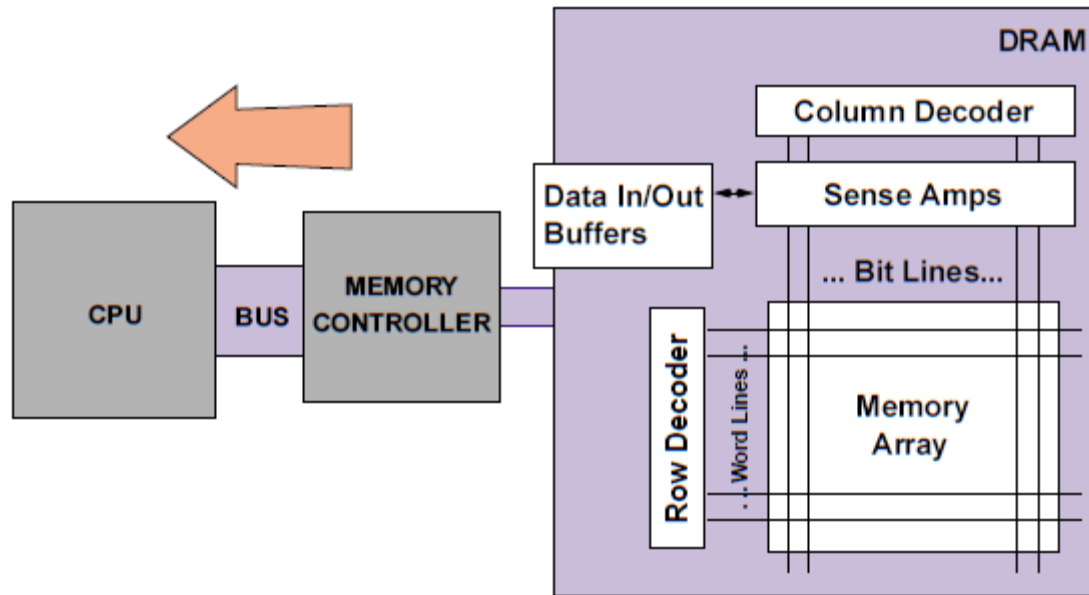 DRAM
Column Decoder
Data In/Out
Buffers
Sense Amps
... Bit Lines...
CPU
BUS
MEMORY
CONTROLLER
Row Decoder
...Word Lines ...
Memory
Array